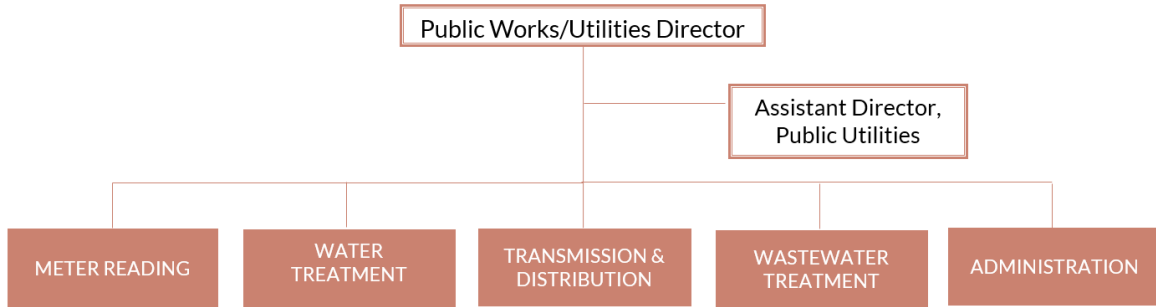 Public Works/Utilities Director
Assistant Director,
Public Utilities
METER READING
WATER
TREATMENT
TRANSMISSION &
DISTRIBUTION
WASTEWATER
TREATMENT
ADMINISTRATION